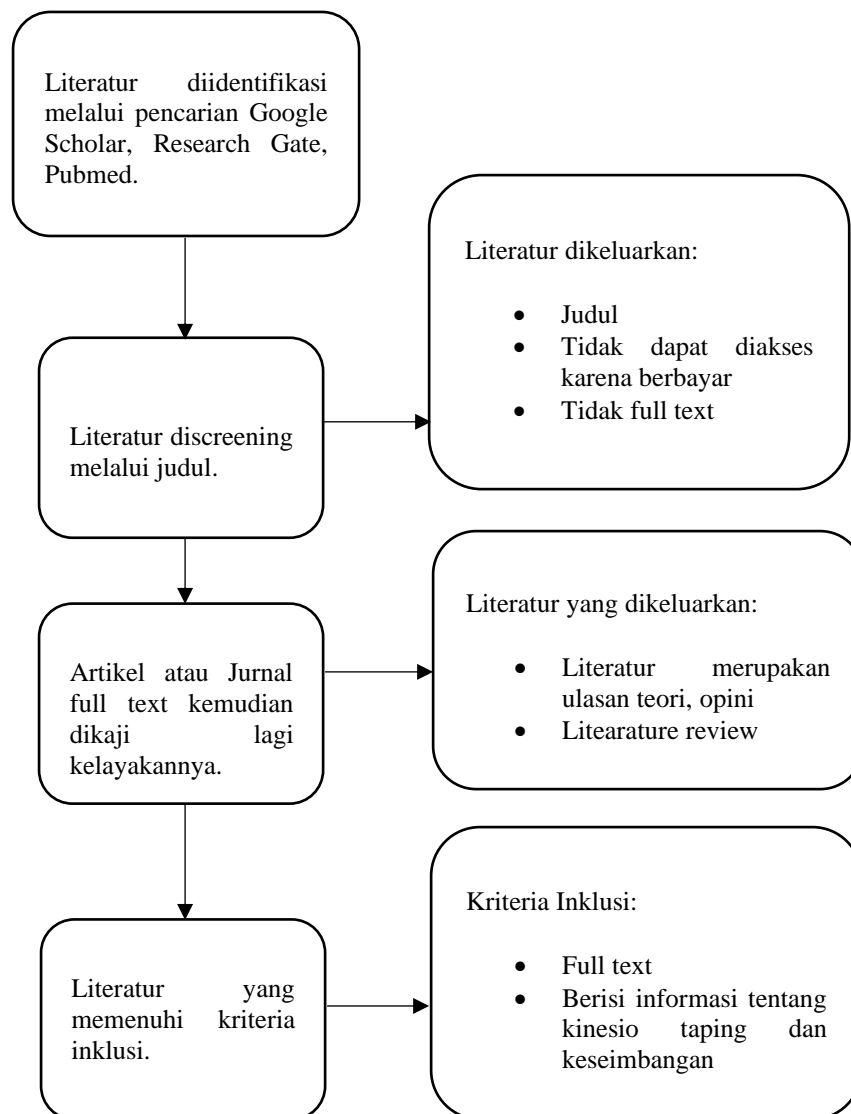 Literatur diidentifikasi
melalui pencarian Google
Scholar, Research Gate,
Pubmed.
Literatur dikeluarkan:
• Judul
• Tidak dapat diakses
karena berbayar
• Tidak full text
Literatur discreening
melalui judul.
Literatur yang dikeluarkan:
• Literatur merupakan
ulasan teori, opini
• Litearature review
Artikel atau Jurnal
full text kemudian
dikaji lagi
kelayakannya.
Kriteria Inklusi:
• Full text
• Berisi informasi tentang
kinesio taping dan
keseimbangan
Literatur yang
memenuhi kriteria
inklusi.